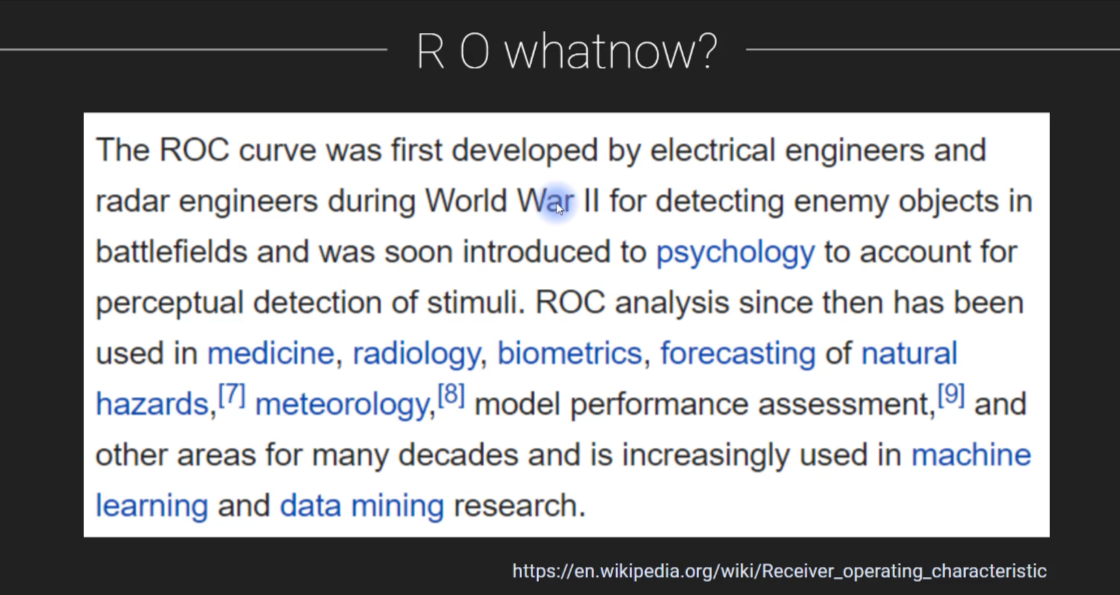 R O whatnow?
The ROC curve was first developed by electrical engineers and
radar engineers during World War II for detecting enemy objects in
battlefields and was soon introduced to psychology to account for
perceptual detection of stimuli. ROC analysis since then has been
used in medicine, radiology, biometrics, forecasting of natural
hazards,[7] meteorology,[8] model performance assessment,[9] and
other areas for many decades and is increasingly used in machine
learning and data mining research.
https://en.wikipedia.org/wiki/Receiver_operating_characteristic